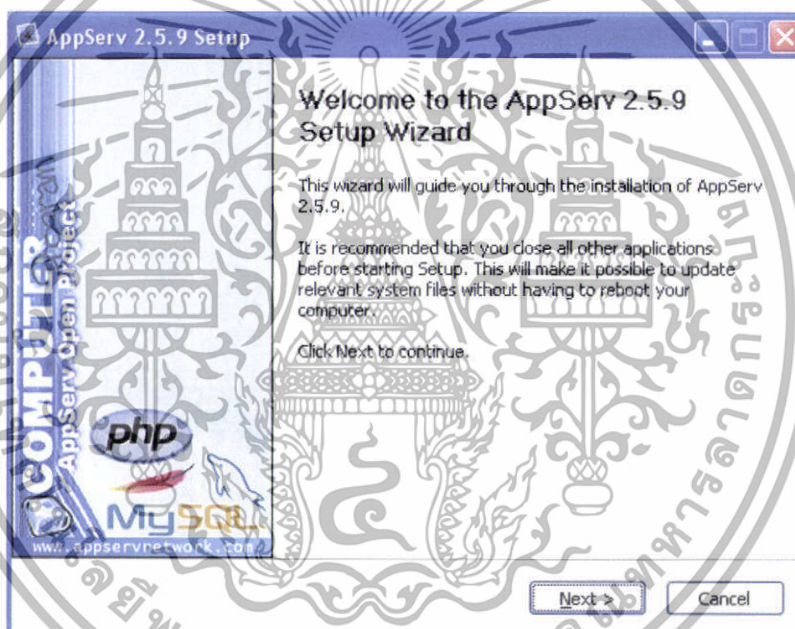 AppServ 2.5.9 Setup
Welcome to the AppServ 2.5.9
Setup Wizard
This wizard will guide you through the installation of AppServ
2.5.9.
It is recommended that you close all other applications
before starting Setup. This will make it possible to update
relevant system files without having to reboot your
computer.
Click Next to continue.
COMPUTER
AppServ Open Project
php
MySQL
www.appservnetwork.com
Next >
Cancel